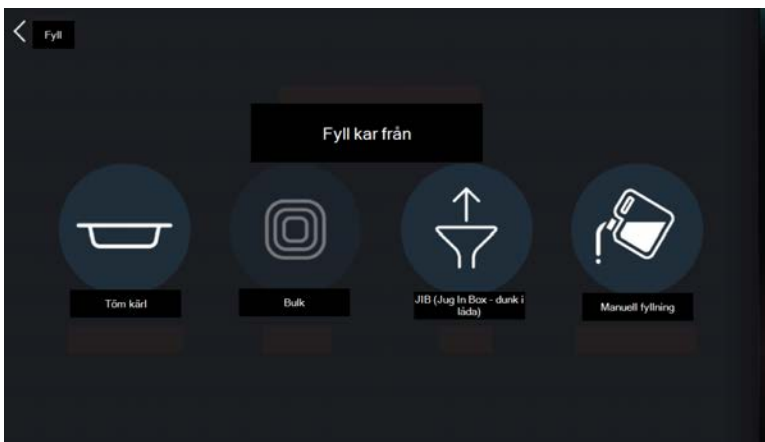 Fyll
Fyll kar från
Töm kärl
Bulk
JIB (Jug In Box - dunk i
låda)
Manuell fyllning